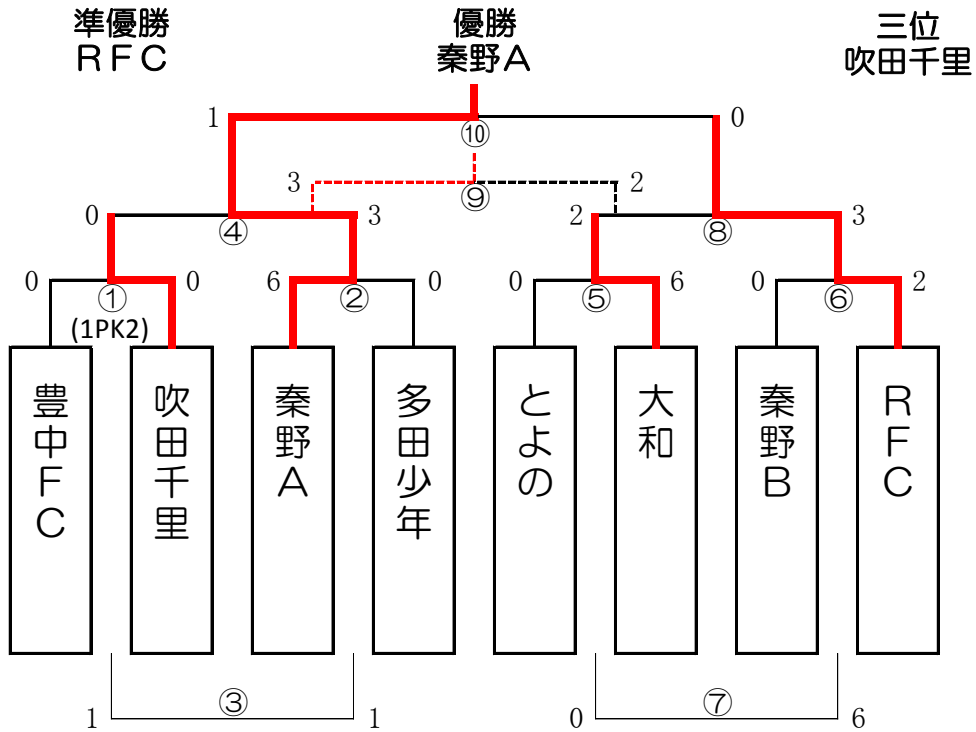 準優勝
ＲＦＣ
優勝
秦野Ａ
三位
吹田千里
1
0
⑩
3
2
⑨
0
3
2
3
④
⑧
0
0
6
0
0
6
0
2
①
②
⑤
⑥
(1PK2)
豊中ＦＣ
吹田千里
秦野Ａ
多田少年
とよの
大和
秦野Ｂ
ＲＦＣ
1
③
1
0
⑦
6